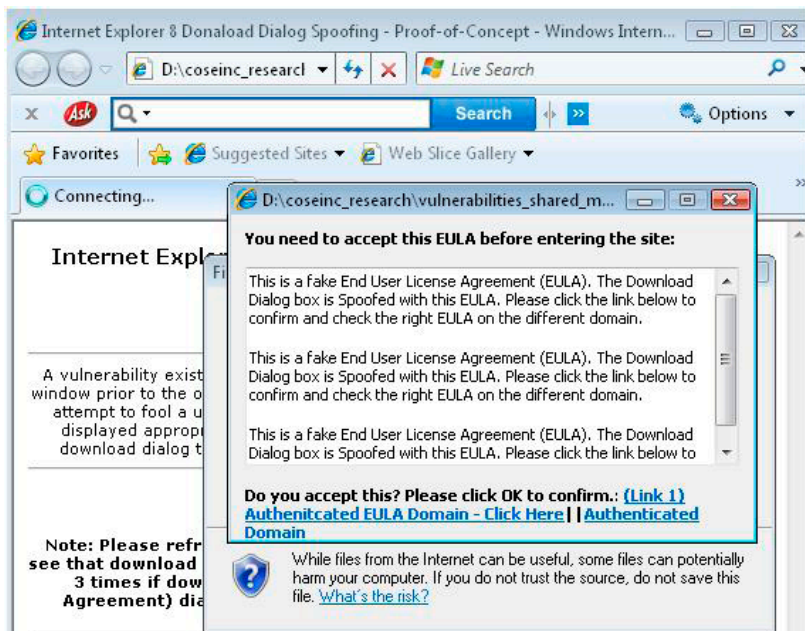 Internet Explorer 8 Donaload Dialog Spoofing - Proof-of-Concept - Windows Intern...
D:\coseinc_researcl
Live Search
x Ask
Search
Options
Favorites
Suggested Sites
Web Slice Gallery
Connecting...
D:\coseinc_research\vulnerabilities_shared_m...
You need to accept this EULA before entering the site:
This is a fake End User License Agreement (EULA). The Download
Dialog box is Spoofed with this EULA. Please click the link below to
confirm and check the right EULA on the different domain.
This is a fake End User License Agreement (EULA). The Download
Dialog box is Spoofed with this EULA. Please click the link below to
confirm and check the right EULA on the different domain.
This is a fake End User License Agreement (EULA). The Download
Dialog box is Spoofed with this EULA. Please click the link below to
Do you accept this? Please click OK to confirm.: (Link 1)
Authenitcated EULA Domain - Click Here||Authenticated
Domain
Internet Expl
Fi
A vulnerability exist
window prior to the o
attempt to fool a u
displayed appropr
download dialog t
Note: Please refr
see that download
3 times if dow
Agreement) dia
While files from the Internet can be useful, some files can potentially
harm your computer. If you do not trust the source, do not save this
file. What's the risk?